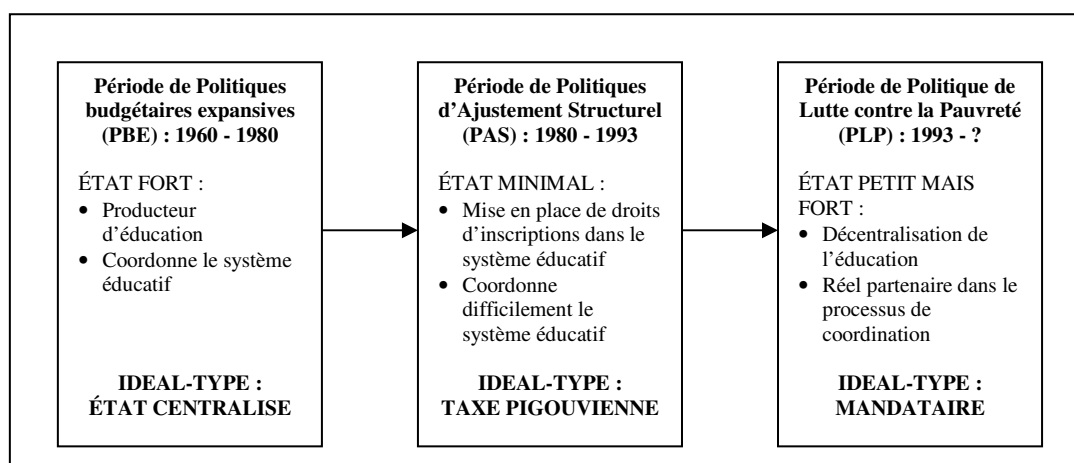 Période de Politiques
budgétaires expansives
(PBE) : 1960 - 1980
ÉTAT FORT :
• Producteur
d’éducation
• Coordonne le système
éducatif
IDEAL-TYPE :
ÉTAT CENTRALISE
Période de Politiques
d’Ajustement Structurel
(PAS) : 1980 - 1993
ÉTAT MINIMAL :
• Mise en place de droits
d’inscriptions dans le
système éducatif
• Coordonne
difficilement le
système éducatif
IDEAL-TYPE :
TAXE PIGOUVIENNE
Période de Politique de
Lutte contre la Pauvreté
(PLP) : 1993 - ?
ÉTAT PETIT MAIS
FORT :
• Décentralisation de
l’éducation
• Réel partenaire dans le
processus de
coordination
IDEAL-TYPE :
MANDATAIRE